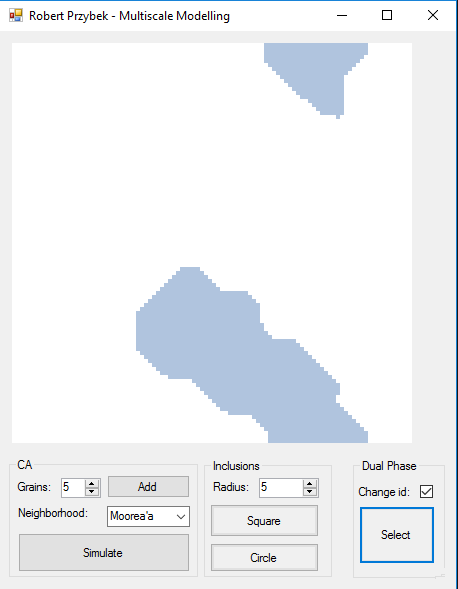 Robert Przybek - Multiscale Modelling
CA
Grains: 5 Add
Neighborhood: Moorea'a
Simulate
Inclusions
Radius: 5
Square
Circle
Dual Phase
Change id:
Select